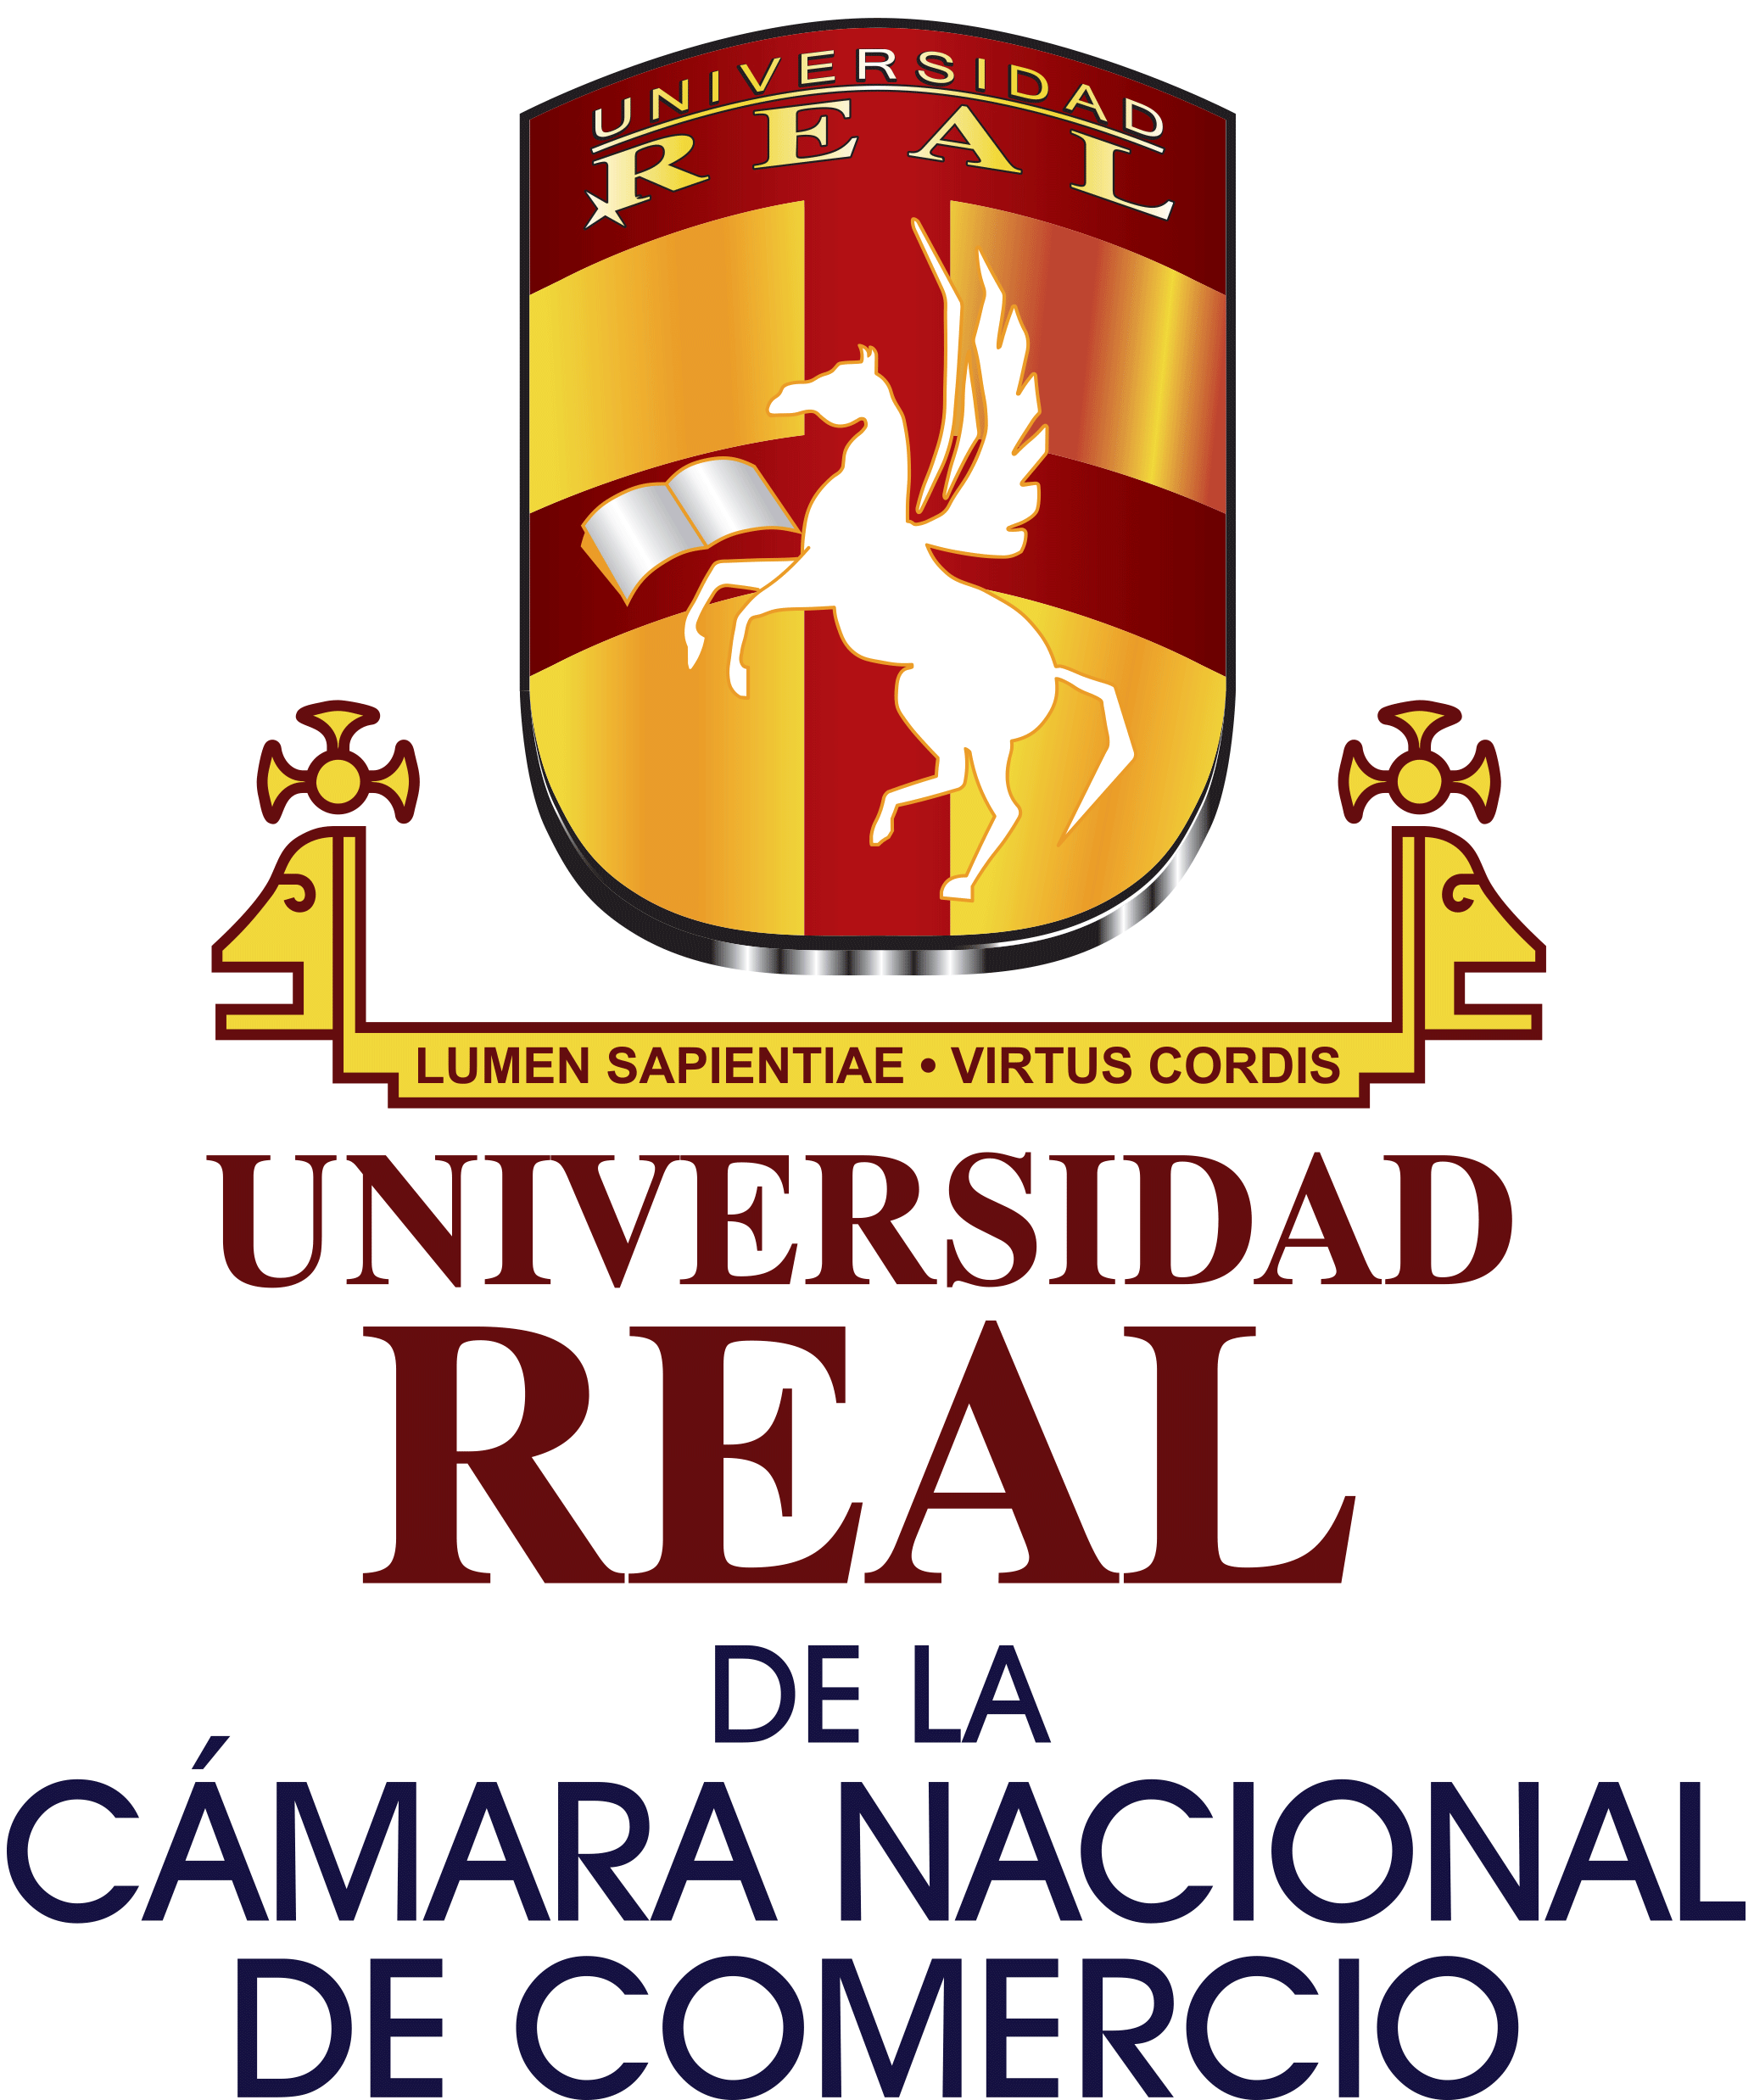 UNIVERSIDAD
REAL
LUMEN SAPIENTIAE • VIRTUS CORDIS
UNIVERSIDAD
REAL
DE LA
CÁMARA NACIONAL
DE COMERCIO